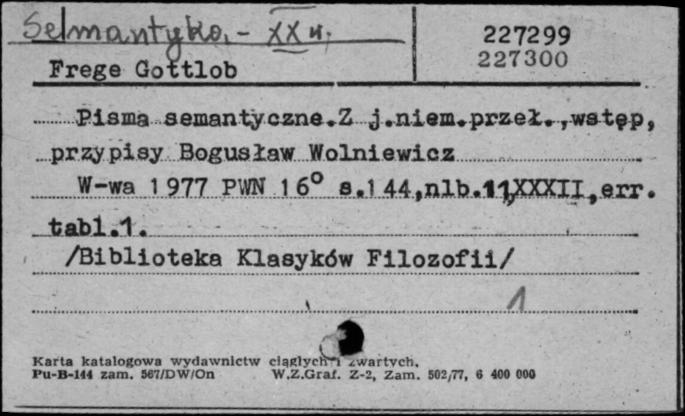 Semantyka, - XX w.
227299
Frege Gottlob
227300
Pisma semantyczne.Z j.niem.przeł.,wstęp,
przypisy Bogusław Wolniewicz
W-wa 1977 PWN 16° s.144,nlb.11,XXXII,err.
tabl.1.
/Biblioteka Klasyków Filozofii/
1
Karta katalogowa wydawnictw ciągłych i zwartych.
Pu-B-144 zam. 567/DW/On W.Z.Graf. Z-2, Zam. 502/77, 6 400 000